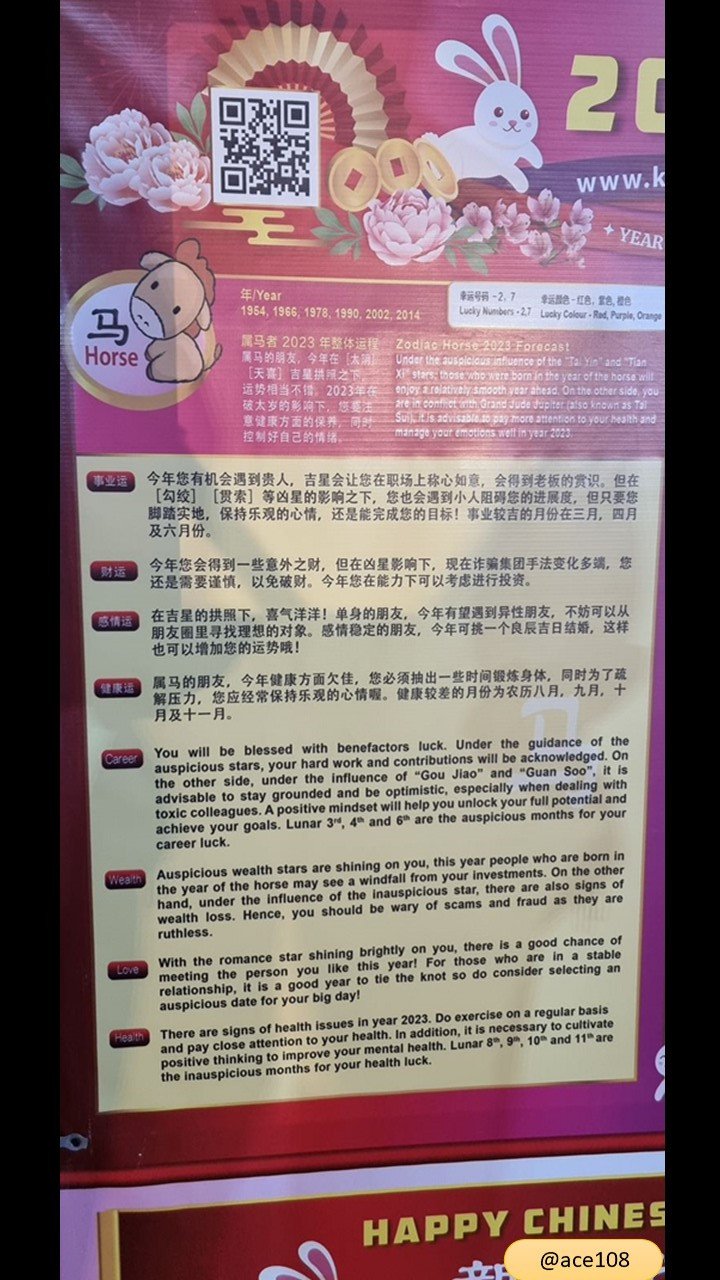 20
www.k
YEAR
马
Horse
年/Year
1954, 1966, 1978, 1990, 2002, 2014
幸运号码 - 2, 7
Lucky Numbers - 2,7
幸运颜色 - 红色, 紫色, 橙色
Lucky Colour - Red, Purple, Orange
属马者 2023 年整体运程
属马的朋友，今年在［太阴］
［天喜］吉星拱照之下，
运势相当不错。2023年在
破太岁的影响下，您要注
意健康方面的保养，同时
控制好自己的情绪。
Zodiac Horse 2023 Forecast
Under the auspicious influence of the "Tai Yin" and "Tian
Xi" stars, those who were born in the year of the horse will
enjoy a relatively smooth year ahead. On the other side, you
are in conflict with Grand Jude Jupiter (also known as Tai
Sui), it is advisable to pay more attention to your health and
manage your emotions well in year 2023.
事业运
今年您有机会遇到贵人，吉星会让您在职场上称心如意，会得到老板的赏识。但在
［勾绞］［贯索］等凶星的影响之下，您也会遇到小人阻碍您的进展度，但只要您
脚踏实地，保持乐观的心情，还是能完成您的目标！事业较吉的月份在三月，四月
及六月份。
财运
今年您会得到一些意外之财，但在凶星影响下，现在诈骗集团手法变化多端，您
还是需要谨慎，以免破财。今年您在能力下可以考虑进行投资。
感情运
在吉星的拱照下，喜气洋洋！单身的朋友，今年有望遇到异性朋友，不妨可以从
朋友圈里寻找理想的对象。感情稳定的朋友，今年可挑一个良辰吉日结婚，这样
也可以增加您的运势哦！
健康运
属马的朋友，今年健康方面欠佳，您必须抽出一些时间锻炼身体，同时为了疏
解压力，您应经常保持乐观的心情喔。健康较差的月份为农历八月，九月，十
月及十一月。
Career
You will be blessed with benefactors luck. Under the guidance of the
auspicious stars, your hard work and contributions will be acknowledged. On
the other side, under the influence of "Gou Jiao" and "Guan Soo", it is
advisable to stay grounded and be optimistic, especially when dealing with
toxic colleagues. A positive mindset will help you unlock your full potential and
achieve your goals. Lunar 3rd, 4th and 6th are the auspicious months for your
career luck.
Wealth
Auspicious wealth stars are shining on you, this year people who are born in
the year of the horse may see a windfall from your investments. On the other
hand, under the influence of the inauspicious star, there are also signs of
wealth loss. Hence, you should be wary of scams and fraud as they are
ruthless.
Love
With the romance star shining brightly on you, there is a good chance of
meeting the person you like this year! For those who are in a stable
relationship, it is a good year to tie the knot so do consider selecting an
auspicious date for your big day!
Health
There are signs of health issues in year 2023. Do exercise on a regular basis
and pay close attention to your health. In addition, it is necessary to cultivate
positive thinking to improve your mental health. Lunar 8th, 9th, 10th and 11th are
the inauspicious months for your health luck.
HAPPY CHINES
@ace108